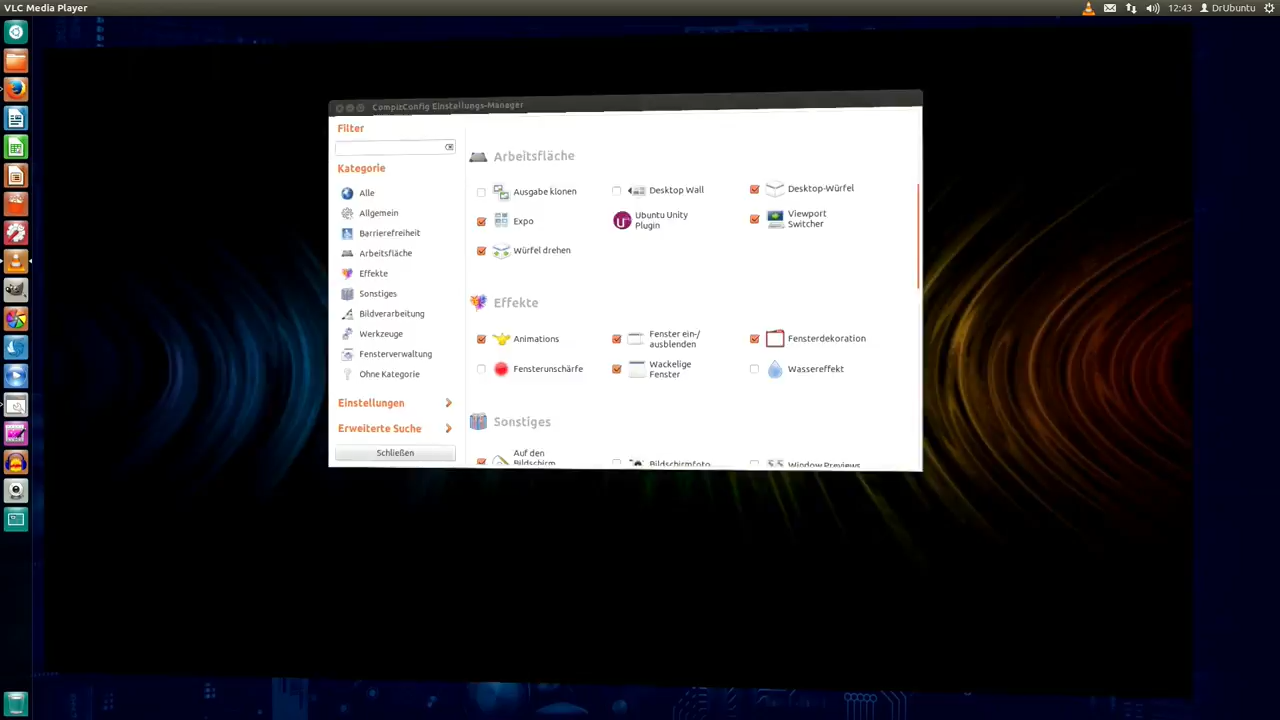 VLC Media Player
12:43
DrUbuntu
CompizConfig Einstellungs-Manager
Filter
Kategorie
Alle
Allgemein
Barrierefreiheit
Arbeitsfläche
Effekte
Sonstiges
Bildverarbeitung
Werkzeuge
Fensterverwaltung
Ohne Kategorie
Einstellungen
Erweiterte Suche
Schließen
Arbeitsfläche
Ausgabe klonen
Desktop Wall
Desktop-Würfel
Expo
Ubuntu Unity
Plugin
Viewport
Switcher
Würfel drehen
Effekte
Animations
Fenster ein-/
ausblenden
Fensterdekoration
Fensterunschärfe
Wackelige
Fenster
Wassereffekt
Sonstiges
Auf den
Bildschirm
Bildschirmfoto
Window Previews